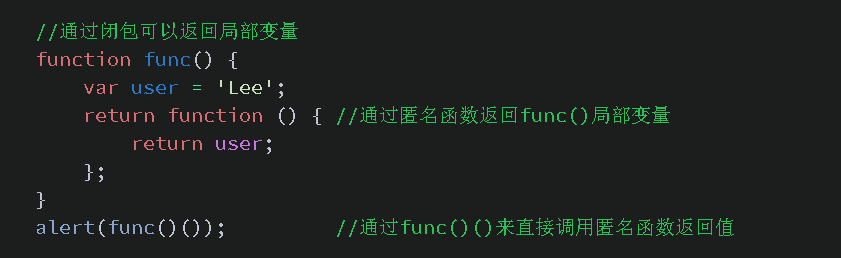 //通过闭包可以返回局部变量
function func() {
    var user = 'Lee';
    return function () { //通过匿名函数返回func()局部变量
        return user;
    };
}
alert(func()());         //通过func()()来直接调用匿名函数返回值